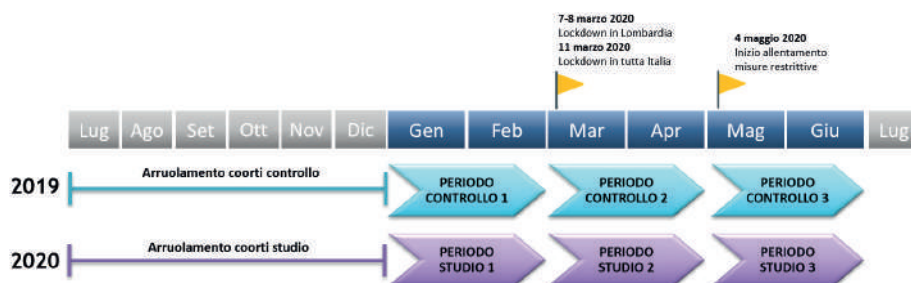 7-8 marzo 2020
Lockdown in Lombardia
11 marzo 2020
Lockdown in tutta Italia
4 maggio 2020
Inizio allentamento
misure restrittive
Lug Ago Set Ott Nov Dic Gen Feb Mar Apr Mag Giu Lug
2019
Arruolamento coorti controllo
PERIODO
CONTROLLO 1
PERIODO
CONTROLLO 2
PERIODO
CONTROLLO 3
2020
Arruolamento coorti studio
PERIODO
STUDIO 1
PERIODO
STUDIO 2
PERIODO
STUDIO 3